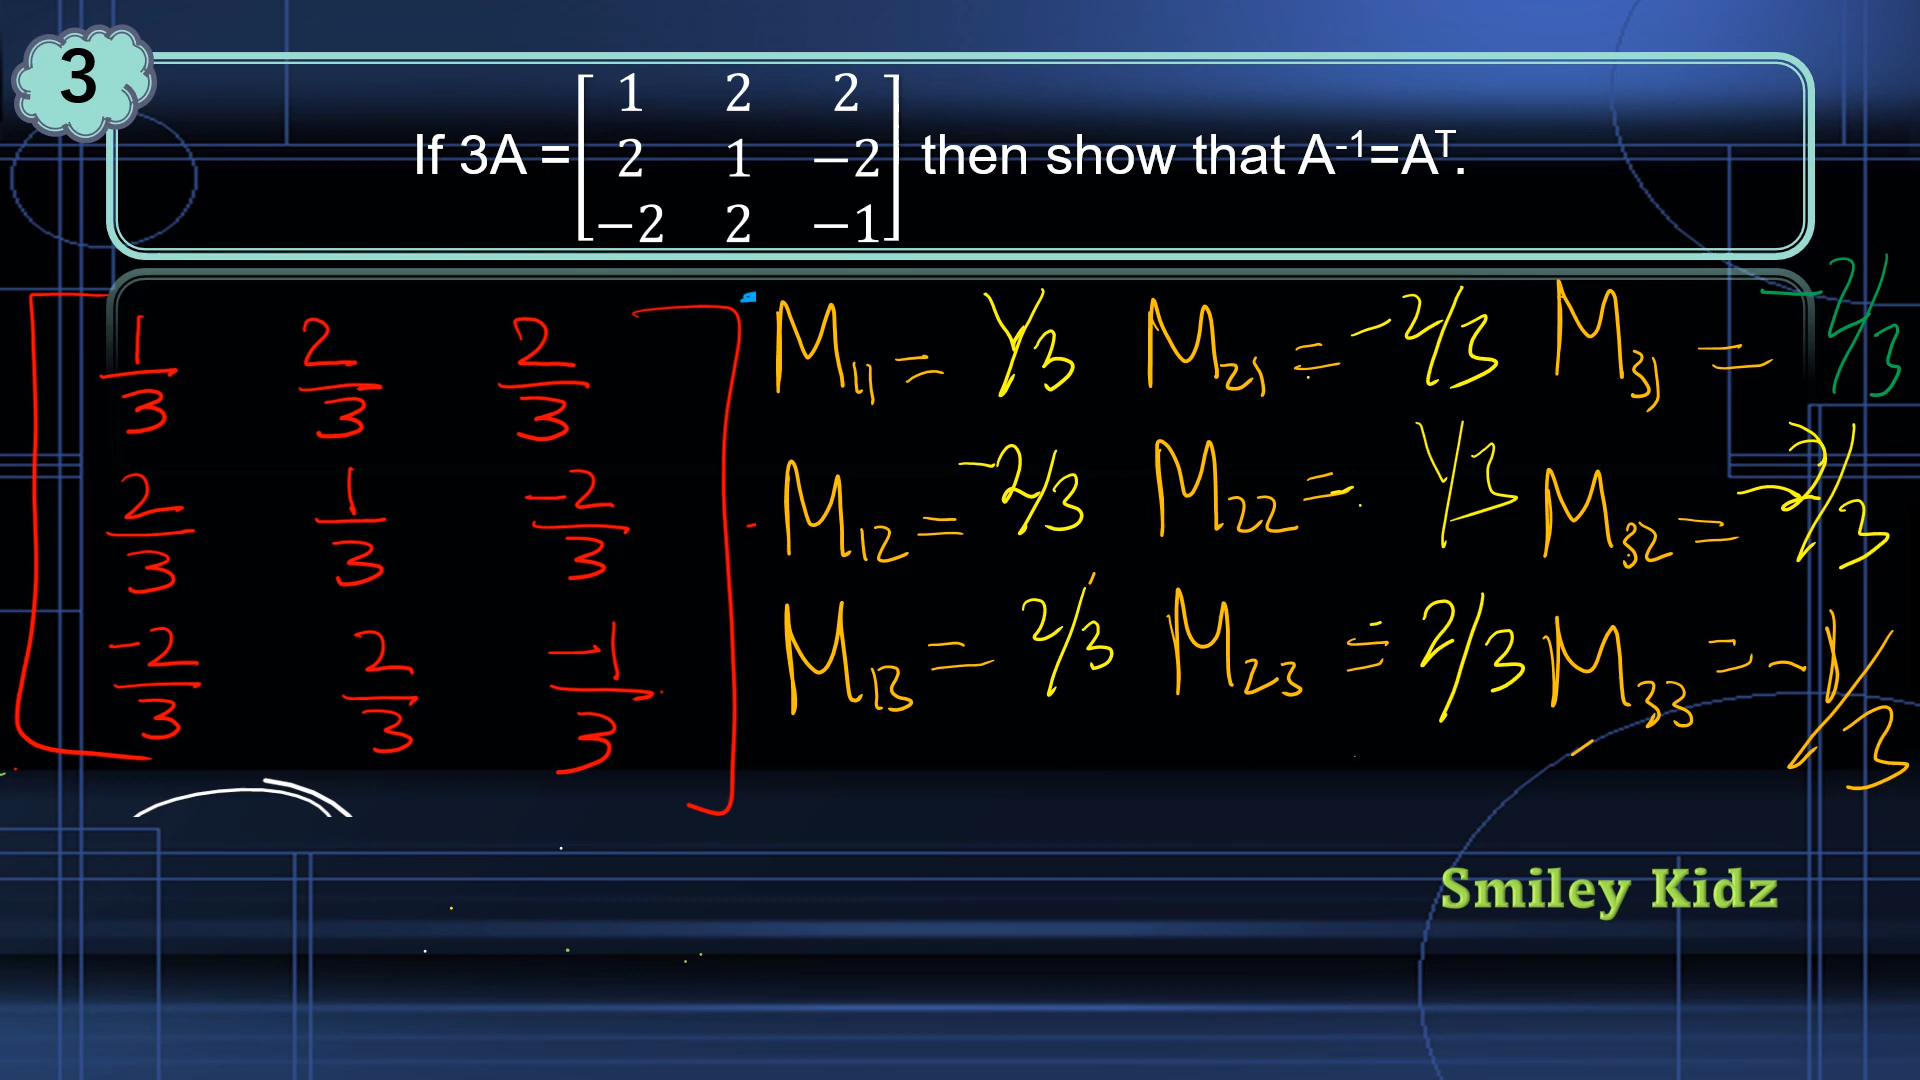 3
If 3A = [1 2 2
2 1 −2
−2 2 −1] then show that A⁻¹=Aᵀ.
1/3 2/3 2/3
2/3 1/3 -2/3
-2/3 2/3 -1/3
M11 = 1/3 M21 = -2/3 M31 = -2/3
M12 = -2/3 M22 = 1/3 M32 = -2/3
M13 = 2/3 M23 = 2/3 M33 = -1/3
Smiley Kidz